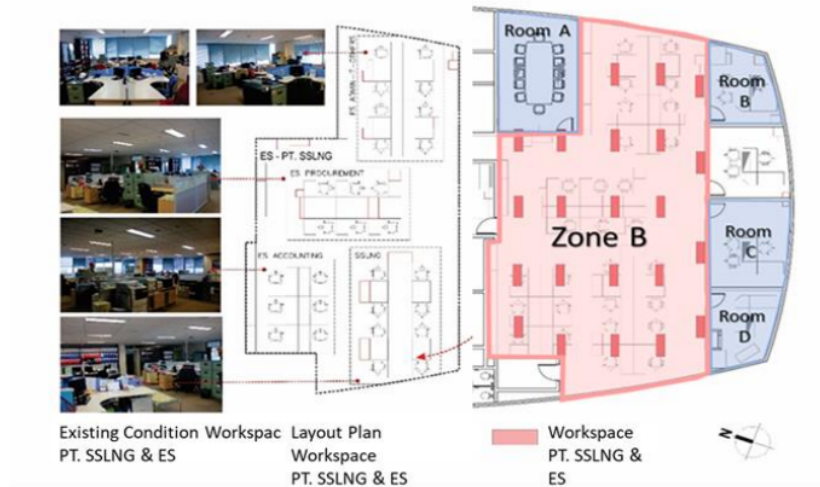 Room A
Room B
ES - PT. SSLNG
ES PROCUREMENT
Zone B
Room C
ES ACCOUNTING
SSLNG
Room D
Existing Condition Workspac
PT. SSLNG & ES
Layout Plan
Workspace
PT. SSLNG & ES
Workspace
PT. SSLNG &
ES
N